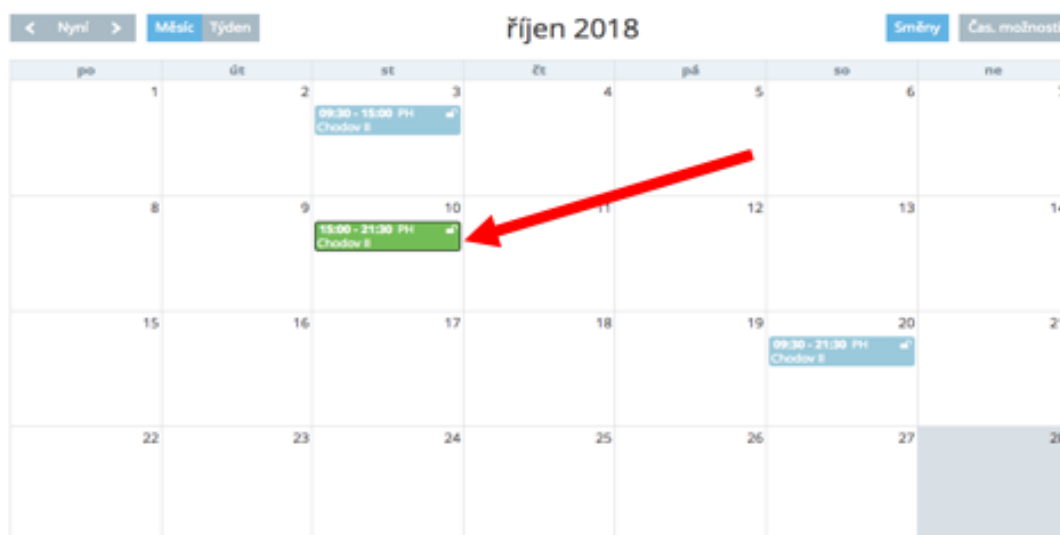 < Nyní > Měsíc Týden říjen 2018 Směny Čas. možnosti
po út st čt pá so ne
1 2 3 4 5 6
09:30 - 15:00 PH
Chodov II
8 9 10 11 12 13 14
15:00 - 21:30 PH
Chodov II
15 16 17 18 19 20
09:30 - 21:30 PH
Chodov II
22 23 24 25 26 27